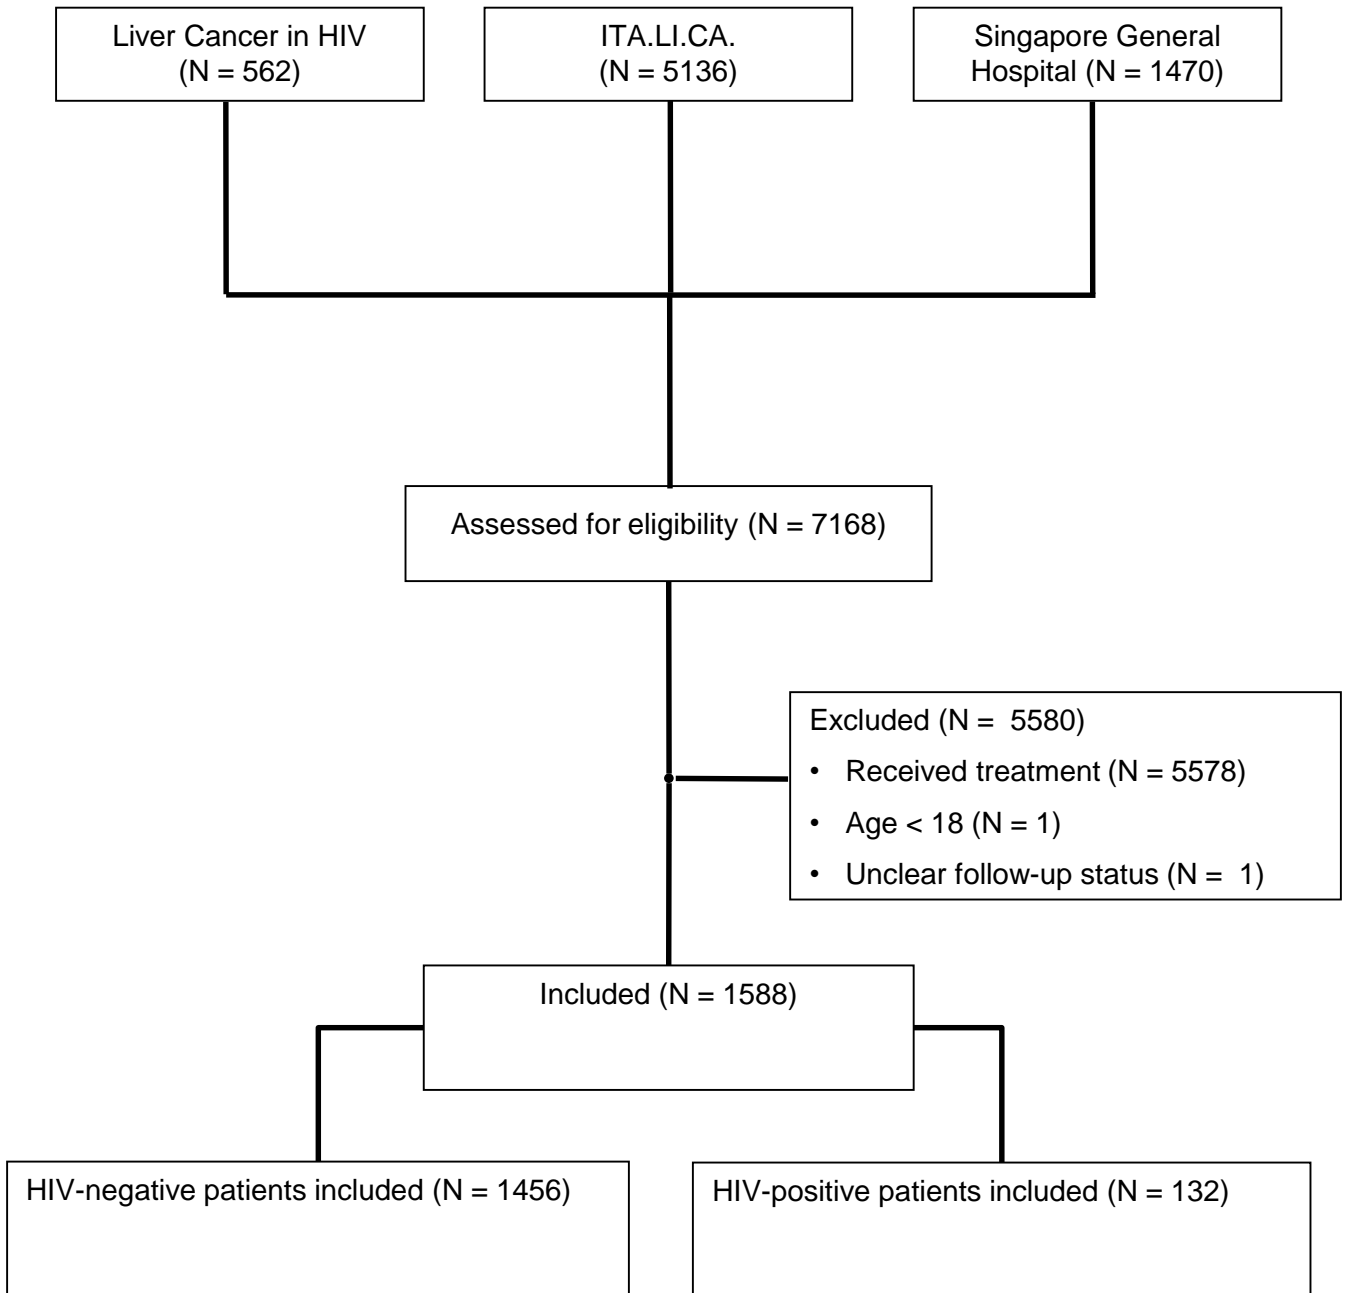 Liver Cancer in HIV
(N = 562)
ITA.LI.CA.
(N = 5136)
Singapore General
Hospital (N = 1470)
Assessed for eligibility (N = 7168)
Excluded (N =  5580)
• Received treatment (N = 5578)
• Age < 18 (N = 1)
• Unclear follow-up status (N =  1)
Included (N = 1588)
HIV-negative patients included (N = 1456)
HIV-positive patients included (N = 132)